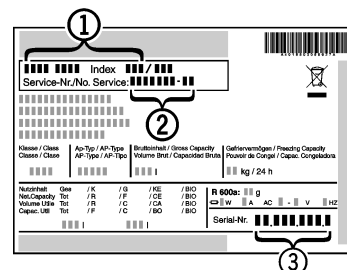 1
Index /
Service-Nr./No. Service: -
2
Klasse / Class
Clase / Classe
Ap-Typ / AP-Type
AP-Type / AP-Tipo
Bruttoinhalt / Gross Capacity
Volume Brut / Capacidad Bruta
Gefriervermögen / Freezing Capacity
Pouvoir de Congel / Capac. Congeladora
l
kg / 24 h
Nutzinhalt Ges / K / G / KE / BIO
Net.Capacity Tot / R / F / CE / BIO
Volume Utile Tot / R / C / CA / BIO
Capac. Util Tot / F / C / BO / BIO
l l
R 600a: g
W A AC - V HZ
Serial-Nr. . . .
3